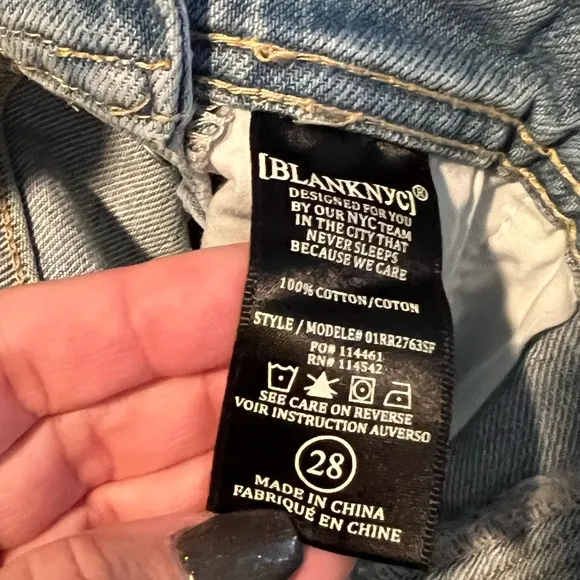 [BLANKNYC]®
DESIGNED FOR YOU
BY OUR NYC TEAM
IN THE CITY THAT
NEVER SLEEPS
BECAUSE WE CARE
100% COTTON/COTON
STYLE / MODELE# 01RR2763SF
PO# 114461
RN# 114542
SEE CARE ON REVERSE
VOIR INSTRUCTION AUVERSO
28
MADE IN CHINA
FABRIQUÉ EN CHINE